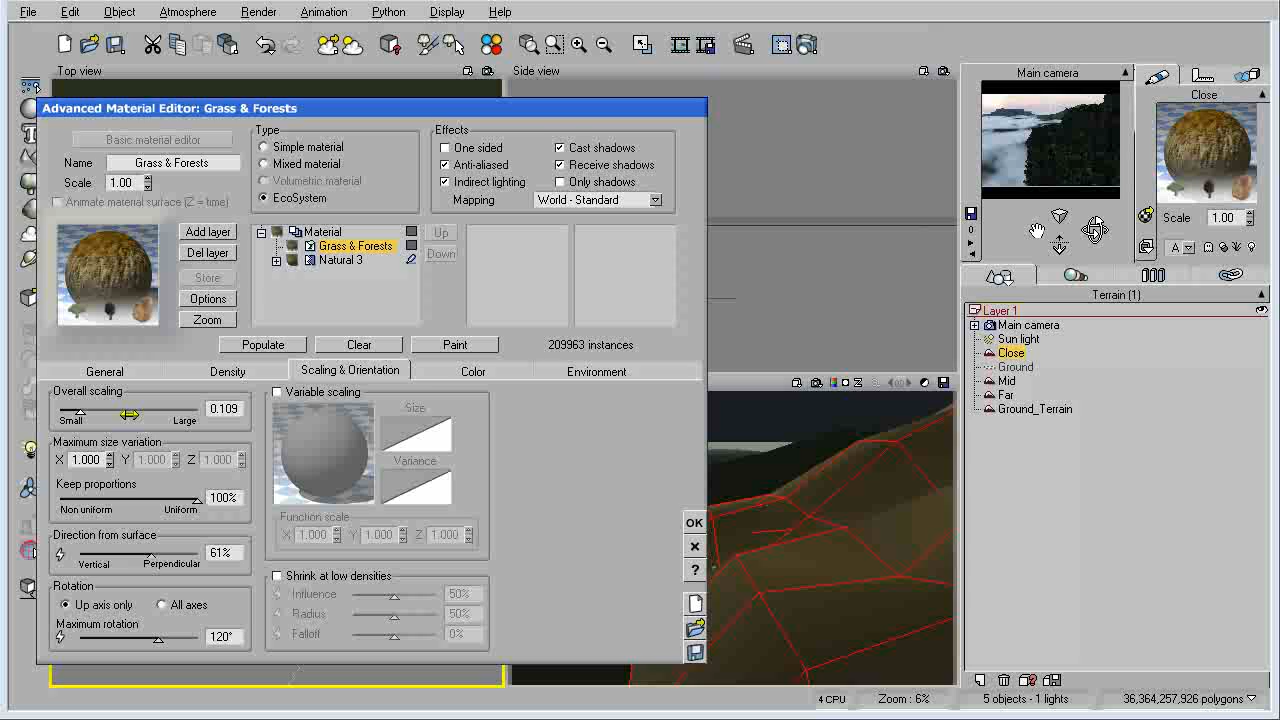 File Edit Object Atmosphere Render Animation Python Display Help
Top view
Side view
Main camera
Close
Scale 1.00
0
A
Advanced Material Editor: Grass & Forests
Basic material editor
Name Grass & Forests
Scale 1.00
Animate material surface (Z = time)
Type
Simple material
Mixed material
Volumetric material
EcoSystem
Effects
One sided
Cast shadows
Anti-aliased
Receive shadows
Indirect lighting
Only shadows
Mapping World - Standard
Add layer
Del layer
Store
Options
Zoom
Material
Grass & Forests
Natural 3
Up
Down
Populate Clear Paint 209963 instances
General Density Scaling & Orientation Color Environment
Overall scaling
0.109
Small Large
Maximum size variation
X 1.000 Y 1.000 Z 1.000
Keep proportions
100%
Non uniform Uniform
Direction from surface
61%
Vertical Perpendicular
Rotation
Up axis only All axes
Maximum rotation
120°
Variable scaling
Size
Variance
Function scale
X 1.000 Y 1.000 Z 1.000
Shrink at low densities
Influence 50%
Radius 50%
Falloff 0%
OK
?
Terrain (1)
Layer 1
Main camera
Sun light
Close
Ground
Mid
Far
Ground_Terrain
4 CPU Zoom : 6% 5 objects - 1 lights 36,364,257,926 polygons